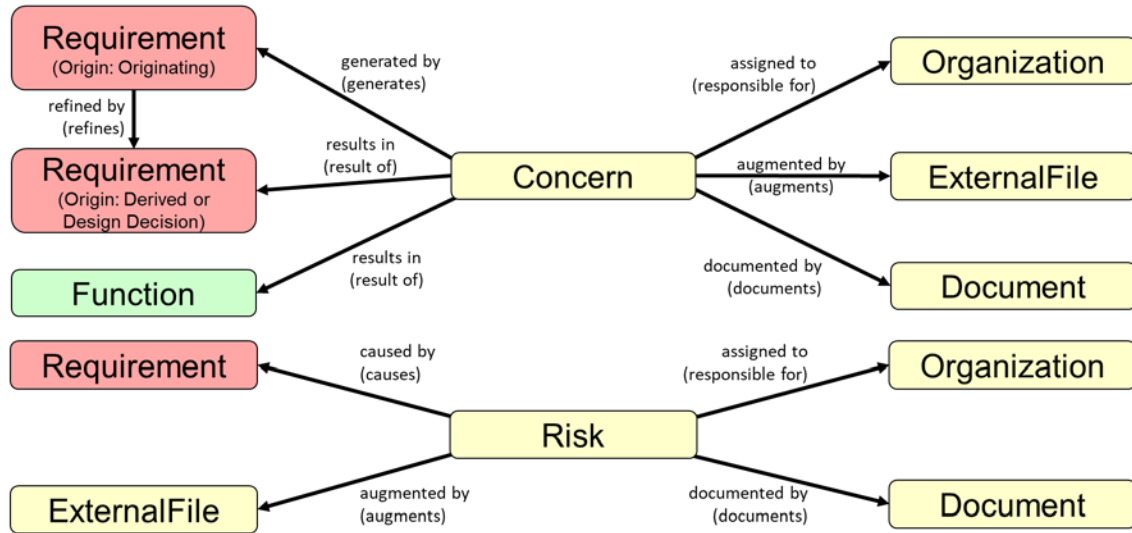 Requirement
(Origin: Originating)
refined by
(refines)
Requirement
(Origin: Derived or
Design Decision)
Function
generated by
(generates)
results in
(result of)
results in
(result of)
Concern
assigned to
(responsible for)
augmented by
(augments)
documented by
(documents)
Organization
ExternalFile
Document
Requirement
ExternalFile
caused by
(causes)
augmented by
(augments)
Risk
assigned to
(responsible for)
documented by
(documents)
Organization
Document